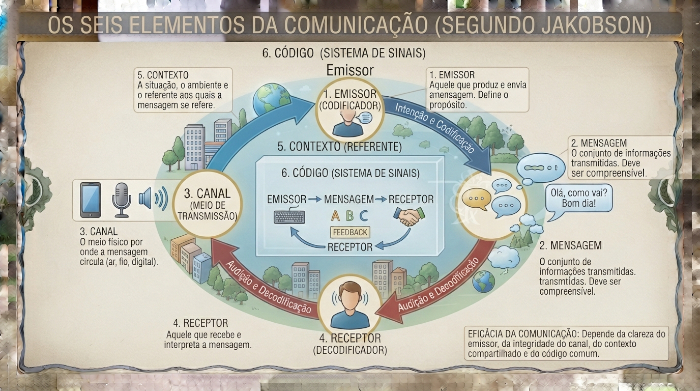 OS SEIS ELEMENTOS DA COMUNICAÇÃO (SEGUNDO JAKOBSON)
6. CÓDIGO (SISTEMA DE SINAIS)
Emissor
5. CONTEXTO
A situação, o ambiente e
o referente aos quais a
mensagem se refere.
1. EMISSOR
(CODIFICADOR)
1. EMISSOR
Aquele que produz e envia
amensagem. Define o
propósito.
Intenção e Codificação
5. CONTEXTO (REFERENTE)
6. CÓDIGO (SISTEMA DE SINAIS)
EMISSOR MENSAGEM RECEPTOR
A B C
FEEDBACK
RECEPTOR
2. MENSAGEM
O conjunto de informações
transmitidas. Deve
ser compreensível.
Olá, como vai?
Bom dia!
3. CANAL
(MEIO DE
TRANSMISSÃO)
3. CANAL
O meio físico por
onde a mensagem
circula (ar, fio, digital).
2. MENSAGEM
O conjunto de
informações transmitidas.
transmtidas. Deve ser
compreensível.
Audição e Decodificação
Audição e Decodificação
4. RECEPTOR
Aquele que recebe e
interpreta a mensagem.
4. RECEPTOR
(DECODIFICADOR)
EFICÁCIA DA COMUNICAÇÃO: Depende da clareza do
emissor, da integridade do canal, do contexto
compartilhado e do código comum.